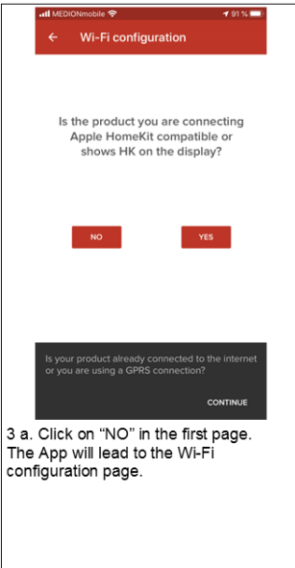 MEDIONmobile 91 %
← Wi-Fi configuration
Is the product you are connecting
Apple HomeKit compatible or
shows HK on the display?
NO YES
Is your product already connected to the internet
or you are using a GPRS connection?
CONTINUE
3 a. Click on “NO” in the first page.
The App will lead to the Wi-Fi
configuration page.